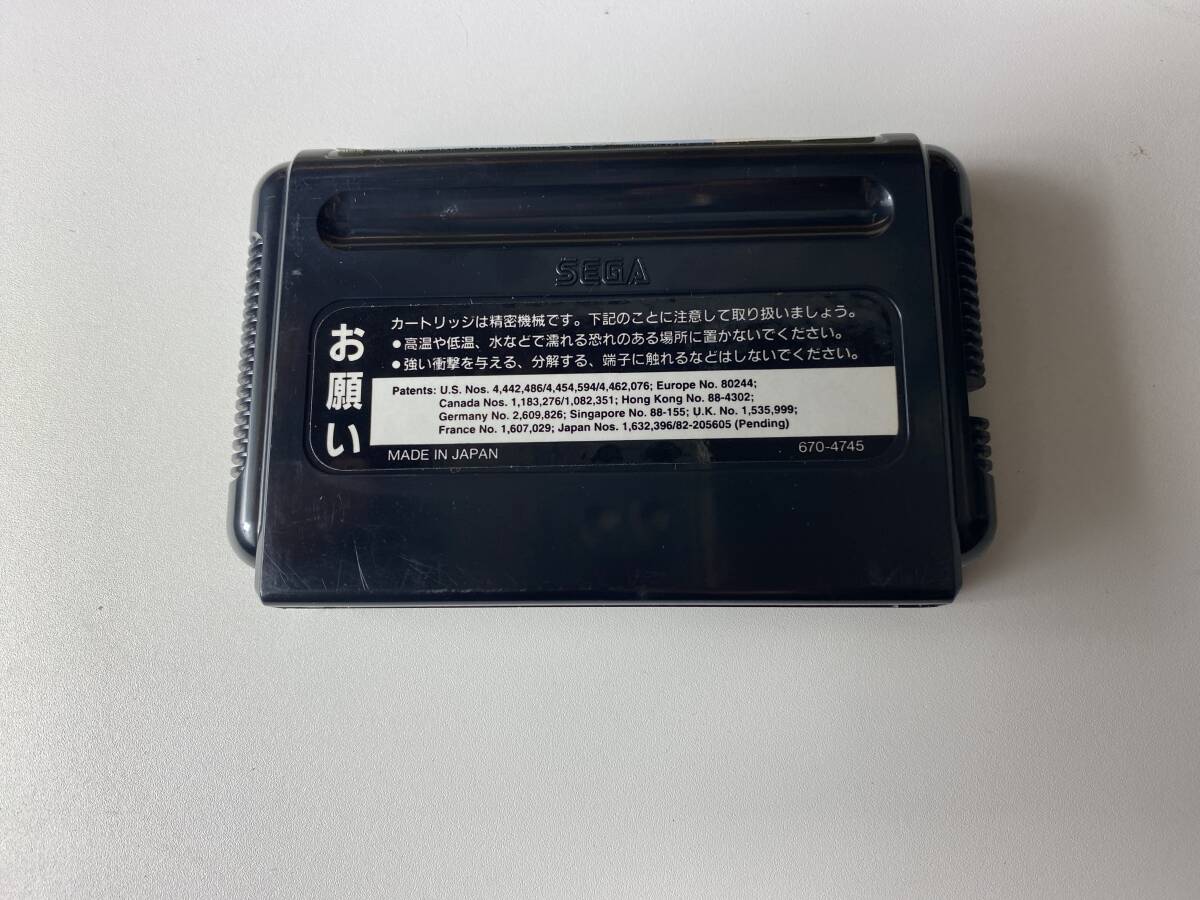 SEGA
お願い
カートリッジは精密機械です。下記のことに注意して取り扱いましょう。
●高温や低温、水などで濡れる恐れのある場所に置かないでください。
●強い衝撃を与える、分解する、端子に触れるなどはしないでください。
Patents: U.S. Nos. 4,442,486/4,454,594/4,462,076; Europe No. 80244;
Canada Nos. 1,183,276/1,082,351; Hong Kong No. 88-4302;
Germany No. 2,609,826; Singapore No. 88-155; U.K. No. 1,535,999;
France No. 1,607,029; Japan Nos. 1,632,396/82-205605 (Pending)
MADE IN JAPAN 670-4745